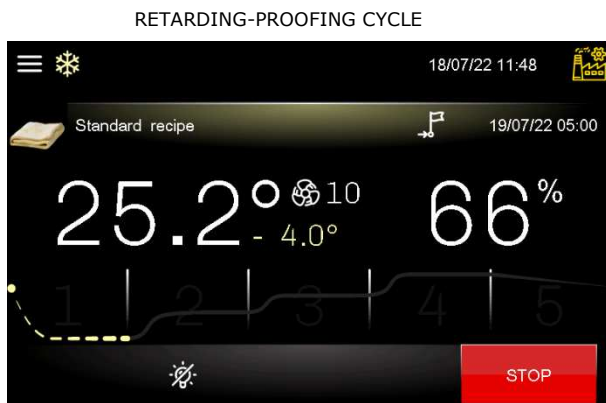 RETARDING-PROOFING CYCLE
18/07/22 11:48
Standard recipe 19/07/22 05:00
25.2° 10 66%
- 4.0°
1 2 3 4 5
STOP